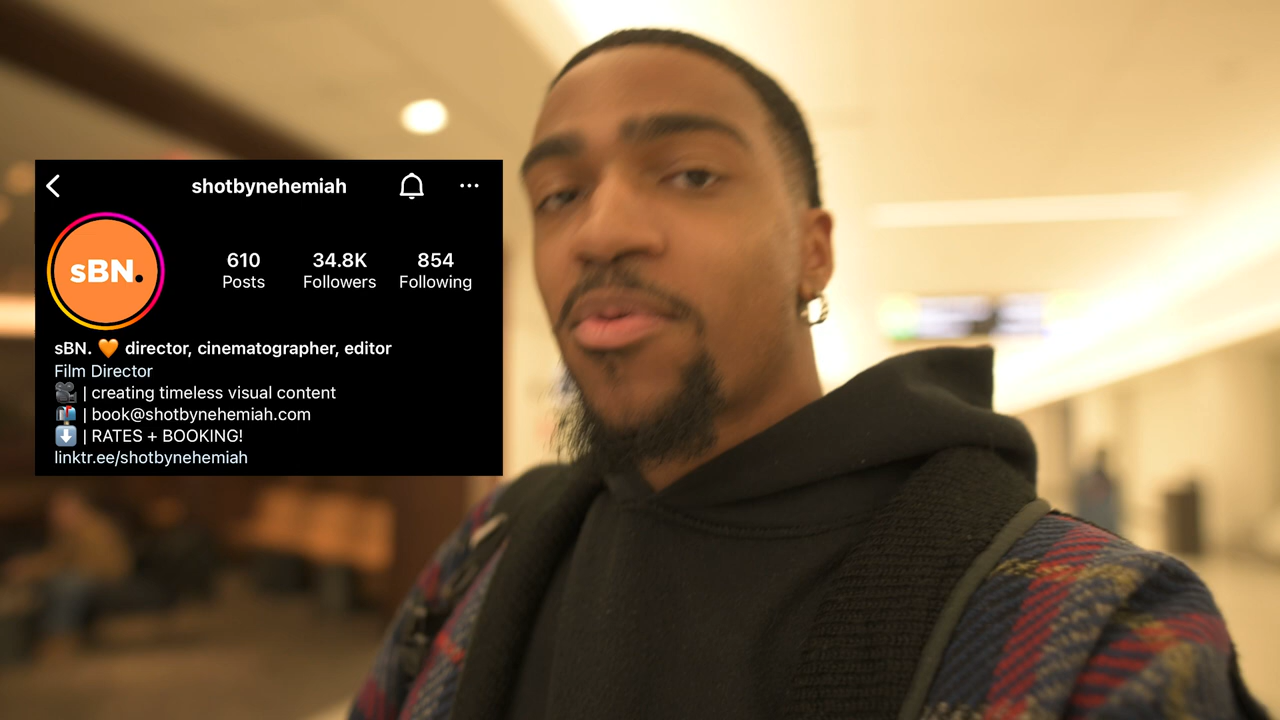 shotbynehemiah
sBN.
610 34.8K 854
Posts Followers Following
sBN. 🧡 director, cinematographer, editor
Film Director
🎥 | creating timeless visual content
📬 | book@shotbynehemiah.com
⬇️ | RATES + BOOKING!
linktr.ee/shotbynehemiah